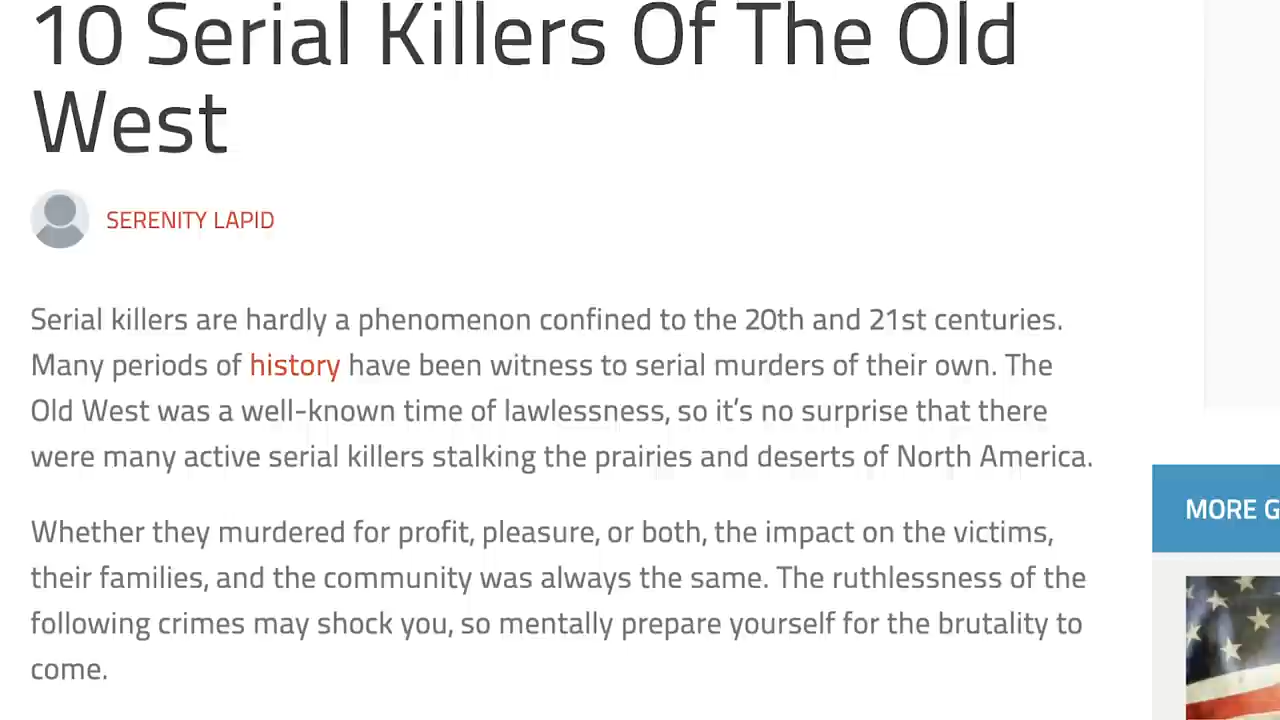 10 Serial Killers Of The Old
West
SERENITY LAPID
Serial killers are hardly a phenomenon confined to the 20th and 21st centuries.
Many periods of history have been witness to serial murders of their own. The
Old West was a well-known time of lawlessness, so it's no surprise that there
were many active serial killers stalking the prairies and deserts of North America.
Whether they murdered for profit, pleasure, or both, the impact on the victims,
their families, and the community was always the same. The ruthlessness of the
following crimes may shock you, so mentally prepare yourself for the brutality to
come.
MORE G